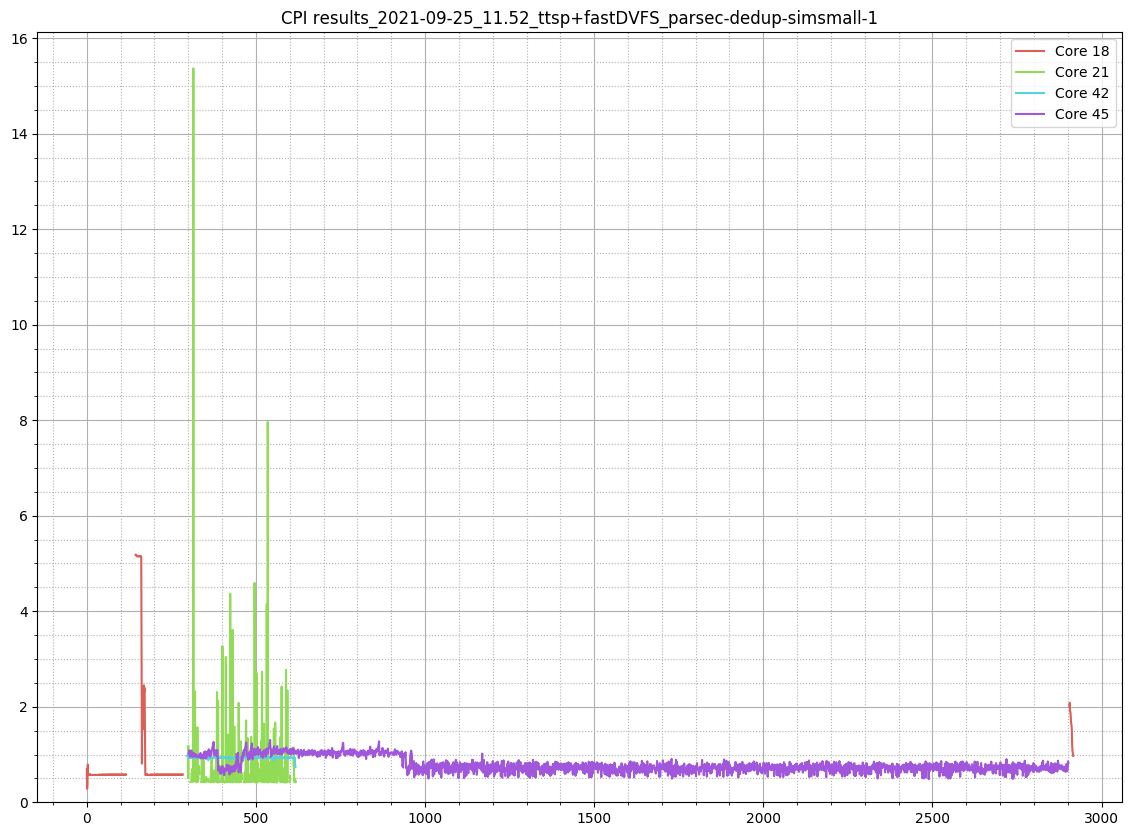 CPI results_2021-09-25_11.52_ttsp+fastDVFS_parsec-dedup-simsmall-1
16
14
12
10
8
6
4
2
0
Core 18
Core 21
Core 42
Core 45
0 500 1000 1500 2000 2500 3000